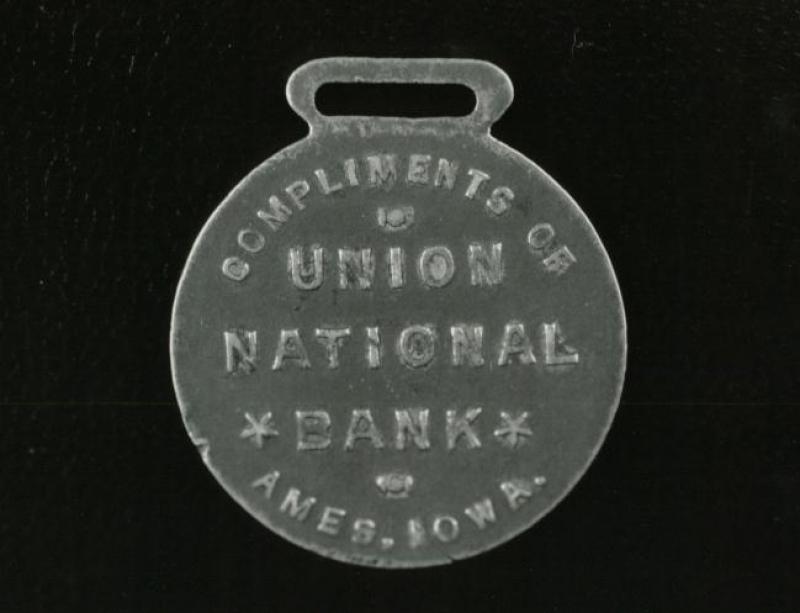 COMPLIMENTS OF
UNION
NATIONAL
* BANK *
AMES, IOWA.